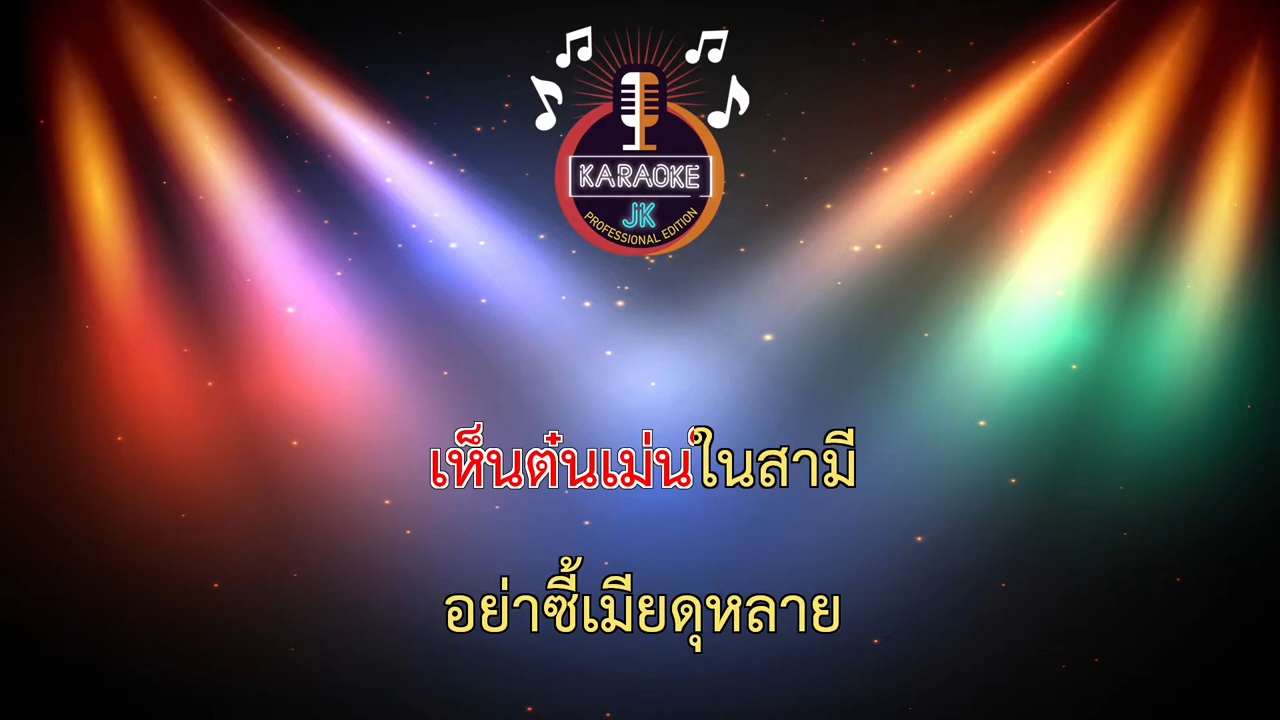 KARAOKE
JK
PROFESSIONAL EDITION
เห็นต๋นเม่นในสามี
อย่าซี้เมียดุหลาย